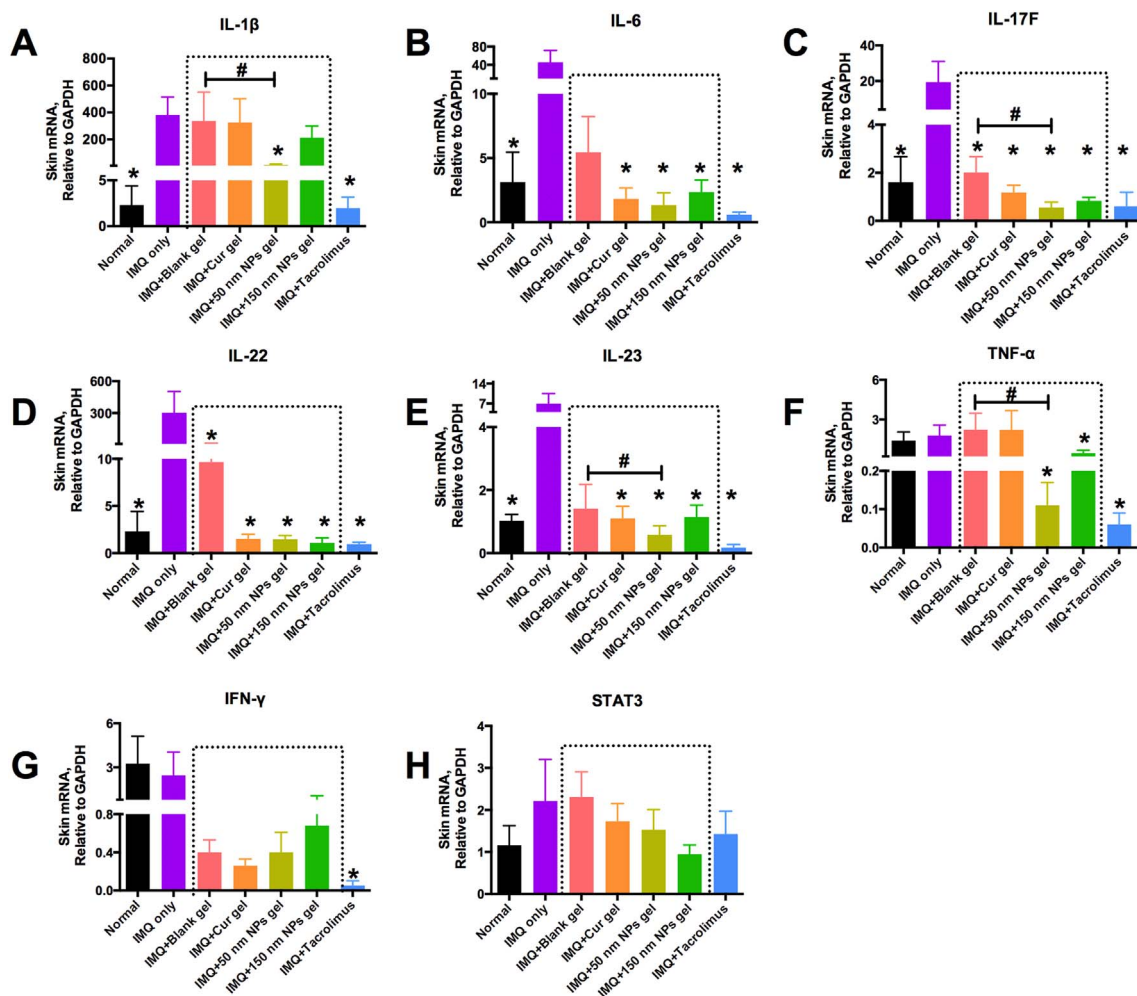 A
IL-1β
Skin mRNA,
Relative to GAPDH
800
600
400
200
5
0
*
#
*
*
Normal
IMQ only
IMQ+Blank gel
IMQ+Cur gel
IMQ+50 nm NPs gel
IMQ+150 nm NPs gel
IMQ+Tacrolimus
B
IL-6
Skin mRNA,
Relative to GAPDH
80
40
10
5
0
*
*
*
*
*
Normal
IMQ only
IMQ+Blank gel
IMQ+Cur gel
IMQ+50 nm NPs gel
IMQ+150 nm NPs gel
IMQ+Tacrolimus
C
IL-17F
Skin mRNA,
Relative to GAPDH
40
20
4
2
0
#
*
*
*
*
*
*
Normal
IMQ only
IMQ+Blank gel
IMQ+Cur gel
IMQ+50 nm NPs gel
IMQ+150 nm NPs gel
IMQ+Tacrolimus
D
IL-22
Skin mRNA,
Relative to GAPDH
600
300
10
5
0
*
*
*
*
*
*
Normal
IMQ only
IMQ+Blank gel
IMQ+Cur gel
IMQ+50 nm NPs gel
IMQ+150 nm NPs gel
IMQ+Tacrolimus
E
IL-23
Skin mRNA,
Relative to GAPDH
14
7
4
2
0
#
*
*
*
*
*
Normal
IMQ only
IMQ+Blank gel
IMQ+Cur gel
IMQ+50 nm NPs gel
IMQ+150 nm NPs gel
IMQ+Tacrolimus
F
TNF-α
Skin mRNA,
Relative to GAPDH
6
3
0.2
0.1
0.0
#
*
*
*
Normal
IMQ only
IMQ+Blank gel
IMQ+Cur gel
IMQ+50 nm NPs gel
IMQ+150 nm NPs gel
IMQ+Tacrolimus
G
IFN-γ
Skin mRNA,
Relative to GAPDH
6
3
0.8
0.4
0.0
*
Normal
IMQ only
IMQ+Blank gel
IMQ+Cur gel
IMQ+50 nm NPs gel
IMQ+150 nm NPs gel
IMQ+Tacrolimus
H
STAT3
Skin mRNA,
Relative to GAPDH
4
3
2
1
0
Normal
IMQ only
IMQ+Blank gel
IMQ+Cur gel
IMQ+50 nm NPs gel
IMQ+150 nm NPs gel
IMQ+Tacrolimus